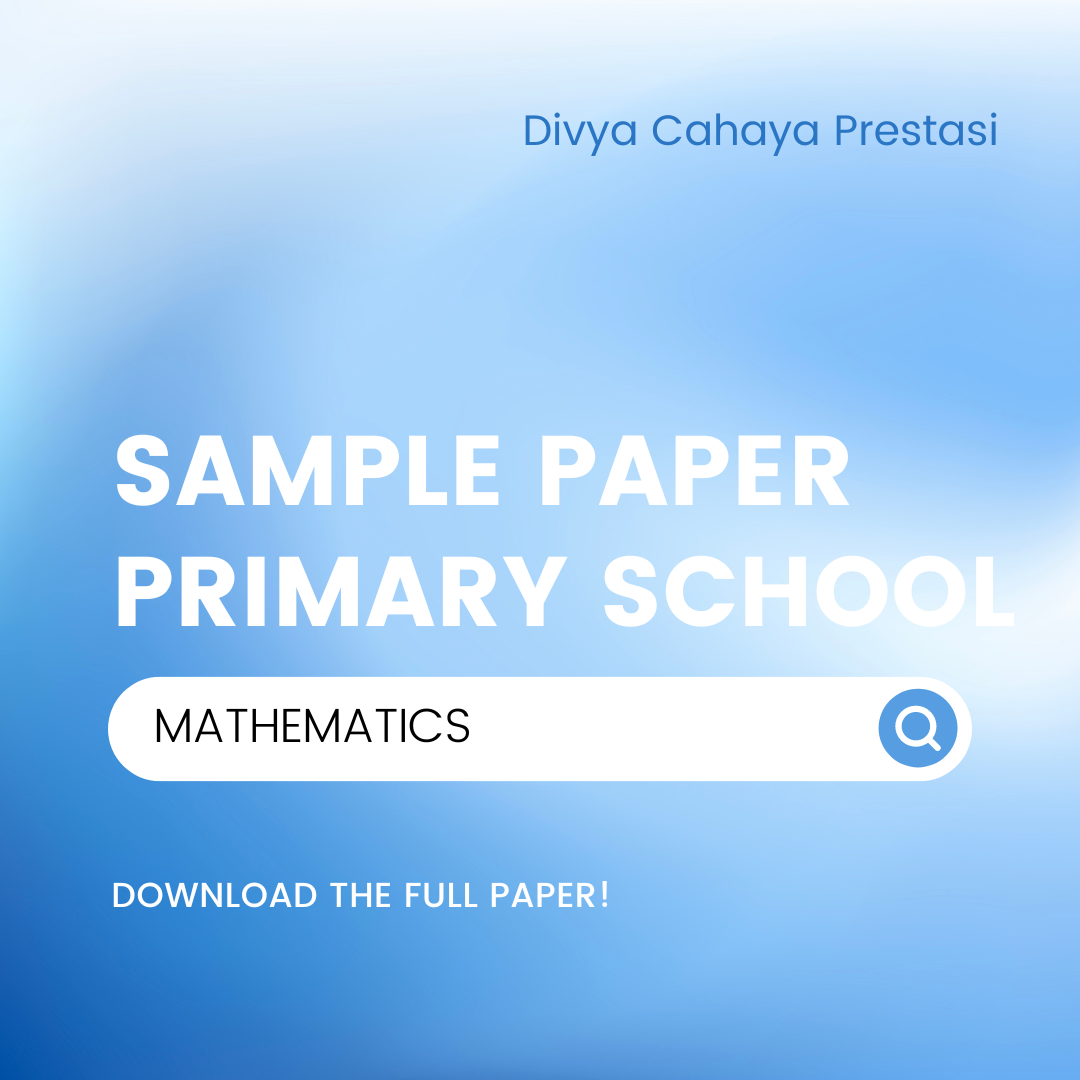 Divya Cahaya Prestasi
SAMPLE PAPER
PRIMARY SCHOOL
MATHEMATICS
DOWNLOAD THE FULL PAPER!